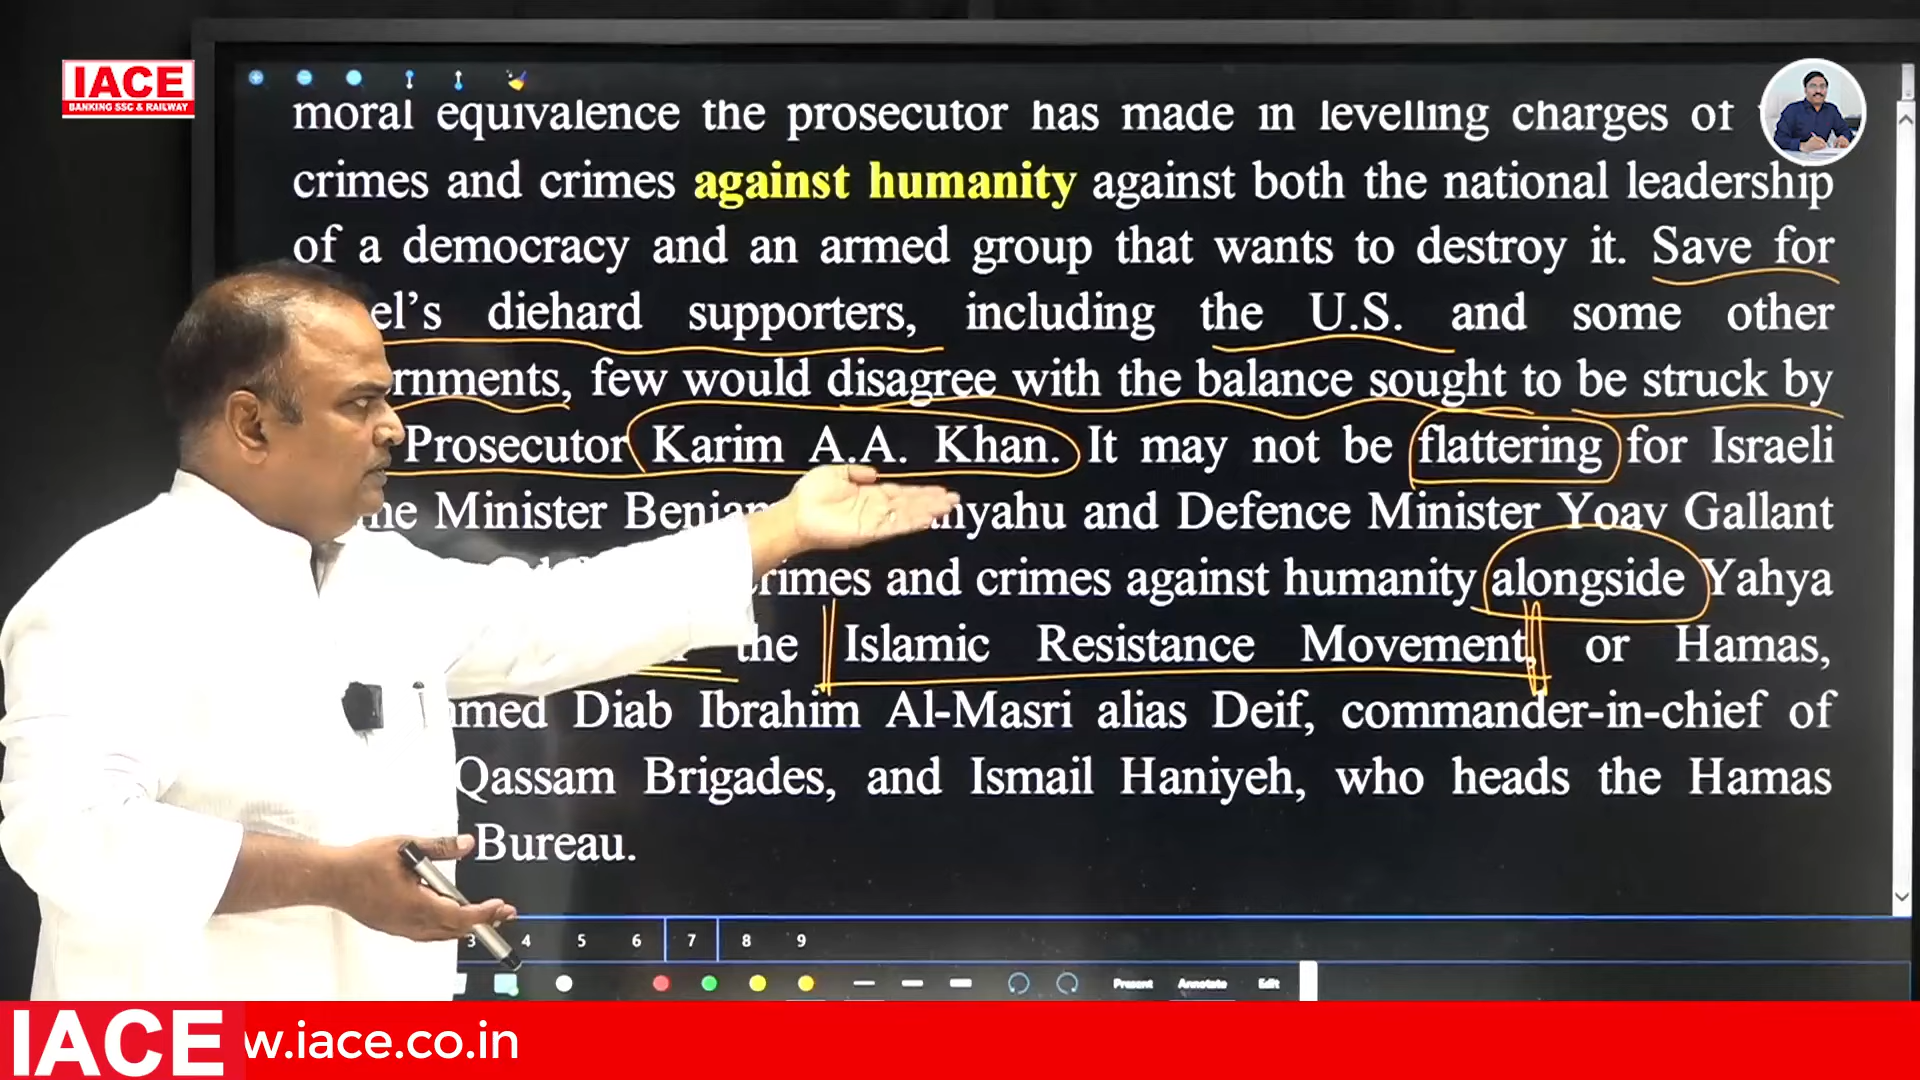 IACE
BANKING SSC & RAILWAY
moral equivalence the prosecutor has made in levelling charges of
crimes and crimes against humanity against both the national leadership
of a democracy and an armed group that wants to destroy it. Save for
el's diehard supporters, including the U.S. and some other
rnments, few would disagree with the balance sought to be struck by
Prosecutor Karim A.A. Khan. It may not be flattering for Israeli
Minister and Defence Minister Yoav Gallant
rimes and crimes against humanity alongside Yahya
the Islamic Resistance Movement, or Hamas,
med Diab Ibrahim Al-Masri alias Deif, commander-in-chief of
Qassam Brigades, and Ismail Haniyeh, who heads the Hamas
Bureau.
3 4 5 6 7 8 9
Present Annotate Edit
IACE w.iace.co.in